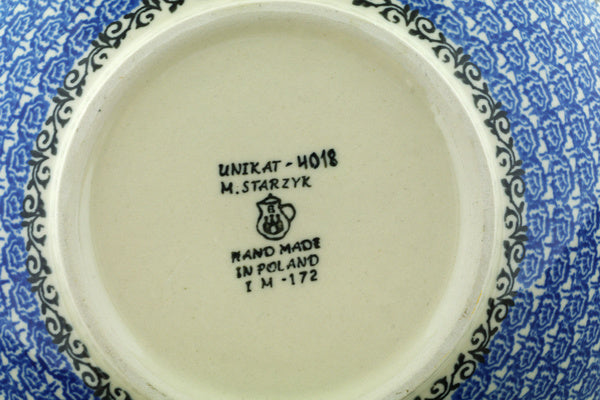 UNIKAT - 4018
M. STARZYK
HAND MADE
IN POLAND
I M - 172